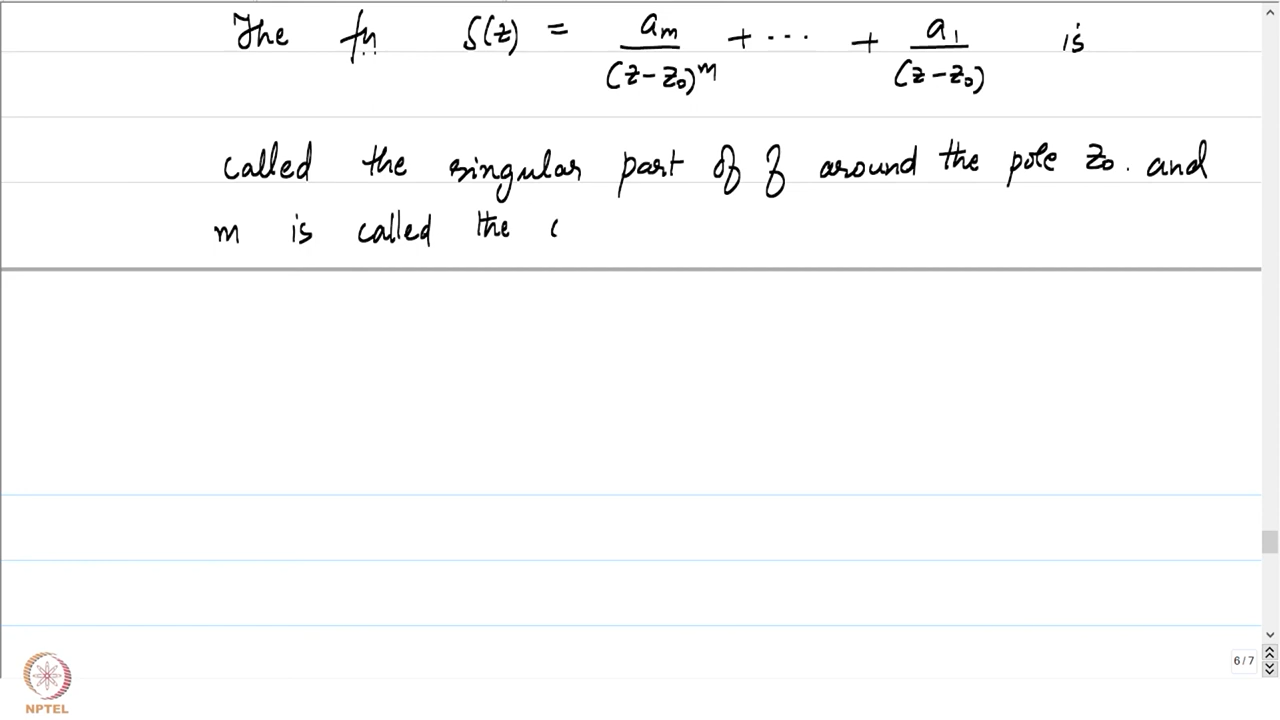 The fn S(z) = a_m/(z-z_0)^m + ··· + a_1/(z-z_0) is
called the singular part of f around the pole z_0. and
m is called the
6 / 7
NPTEL